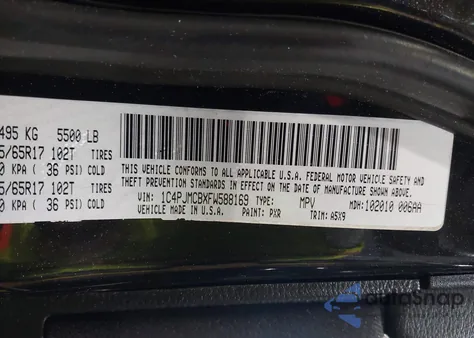 495 KG 5500 LB
5/65R17 102T TIRES
0 KPA ( 36 PSI) COLD
5/65R17 102T TIRES
0 KPA ( 36 PSI) COLD
THIS VEHICLE CONFORMS TO ALL APPLICABLE U.S.A. FEDERAL MOTOR VEHICLE SAFETY AND
THEFT PREVENTION STANDARDS IN EFFECT ON THE DATE OF MANUFACTURE SHOWN ABOVE.
VIN: 1C4PJMCBXFW588169 TYPE: MPV MDH: 102010 006AA
VEHICLE MADE IN U.S.A. PAINT: PXR TRIM: A5X9
AutoSnap